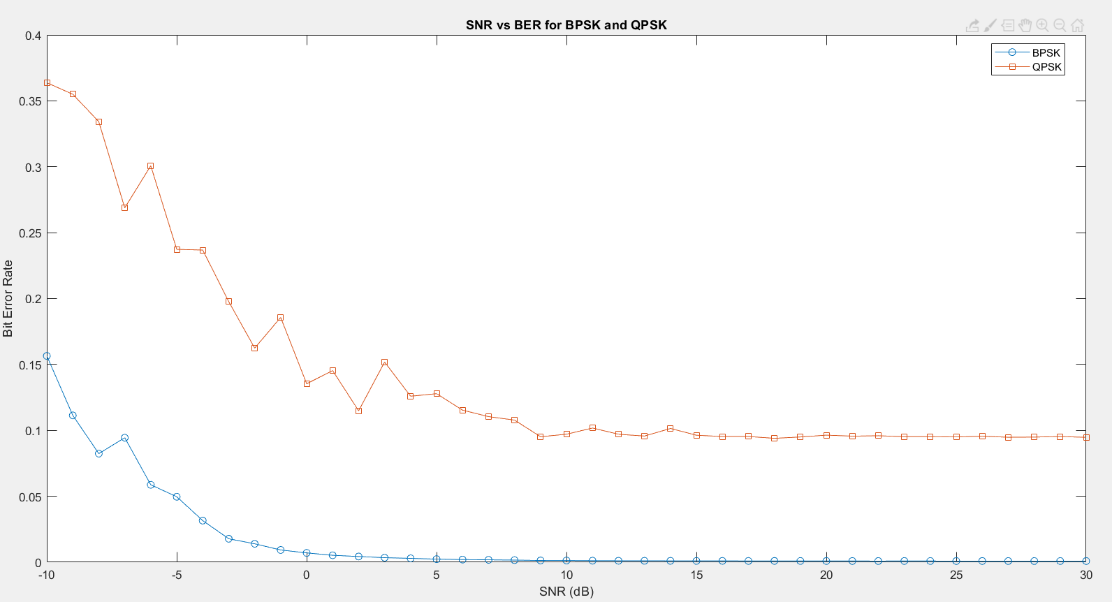 SNR vs BER for BPSK and QPSK
BPSK
QPSK
0.4
0.35
0.3
0.25
0.2
0.15
0.1
0.05
0
Bit Error Rate
-10 -5 0 5 10 15 20 25 30
SNR (dB)